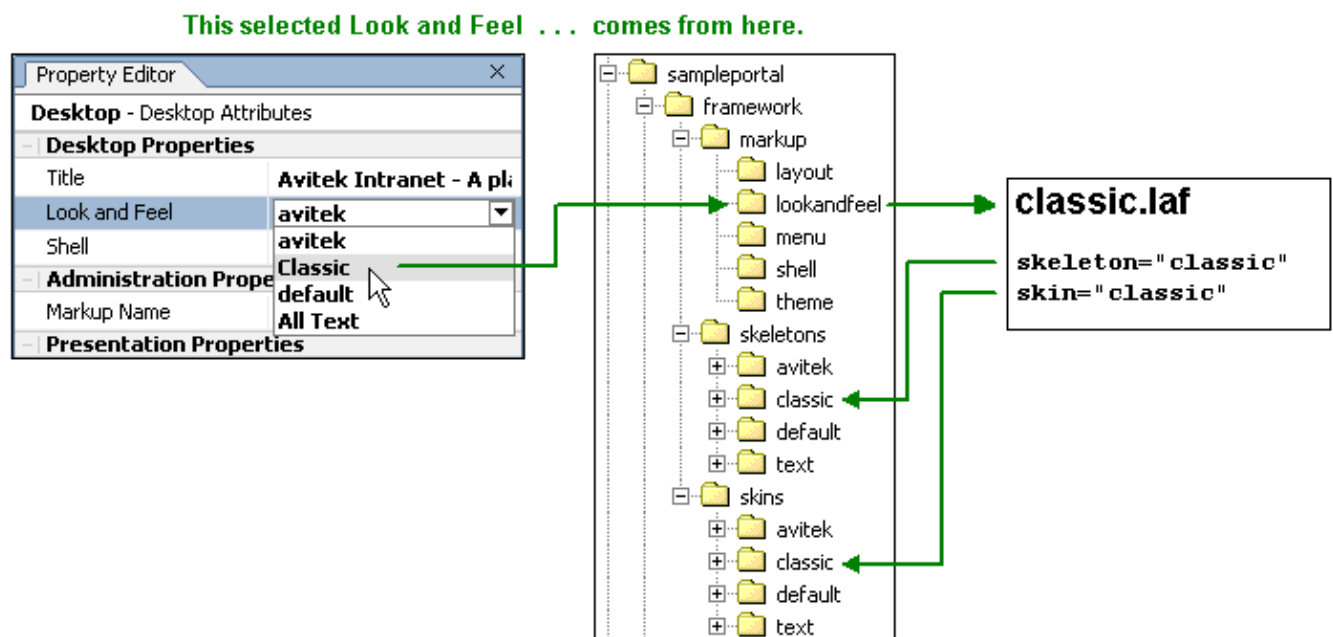 This selected Look and Feel . . . comes from here.
Property Editor
Desktop - Desktop Attributes
Desktop Properties
Title Avitek Intranet - A pla
Look and Feel avitek
Shell
avitek
Classic
default
All Text
Administration Prope
Markup Name
Presentation Properties
sampleportal
framework
markup
layout
lookandfeel
menu
shell
theme
skeletons
avitek
classic
default
text
skins
avitek
classic
default
text
classic.laf
skeleton="classic"
skin="classic"